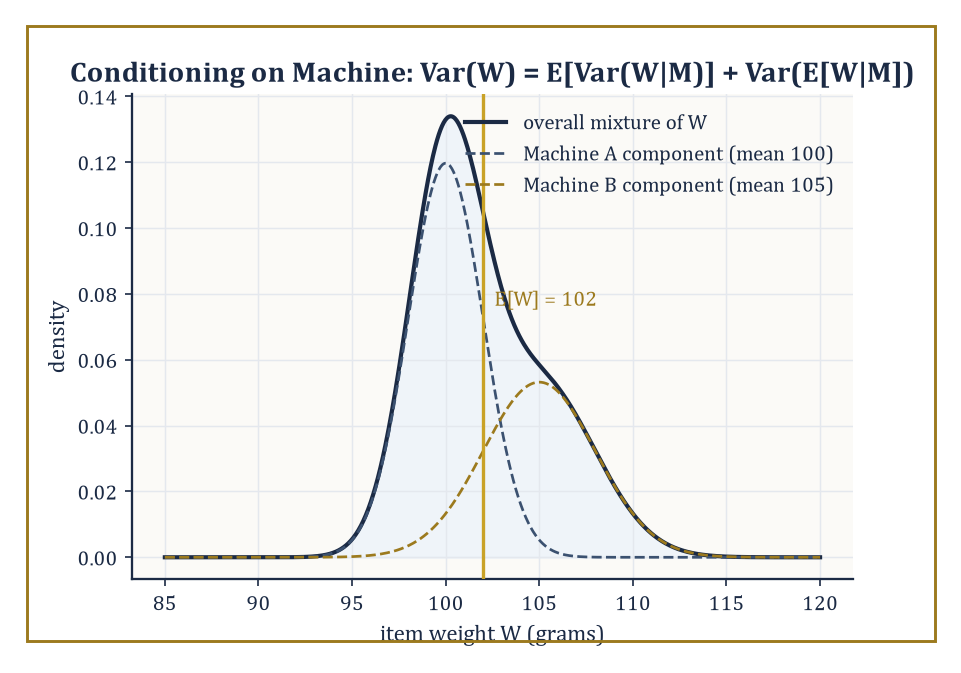 Conditioning on Machine: Var(W) = E[Var(W|M)] + Var(E[W|M])
overall mixture of W
Machine A component (mean 100)
Machine B component (mean 105)
E[W] = 102
density
0.14
0.12
0.10
0.08
0.06
0.04
0.02
0.00
85 90 95 100 105 110 115 120
item weight W (grams)